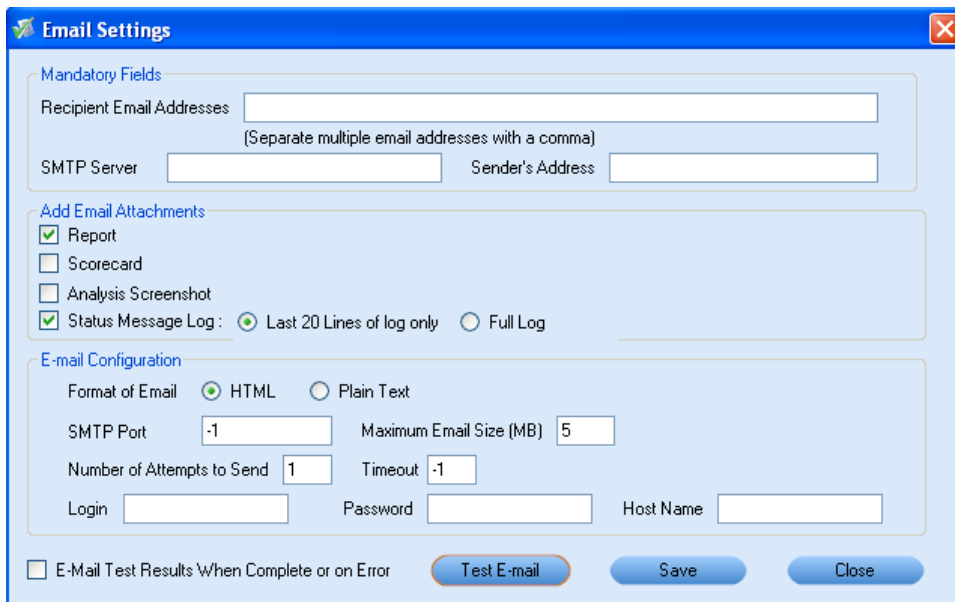 Email Settings
Mandatory Fields
Recipient Email Addresses
(Separate multiple email addresses with a comma)
SMTP Server Sender's Address
Add Email Attachments
Report
Scorecard
Analysis Screenshot
Status Message Log : Last 20 Lines of log only Full Log
E-mail Configuration
Format of Email HTML Plain Text
SMTP Port -1 Maximum Email Size (MB) 5
Number of Attempts to Send 1 Timeout -1
Login Password Host Name
E-Mail Test Results When Complete or on Error Test E-mail Save Close